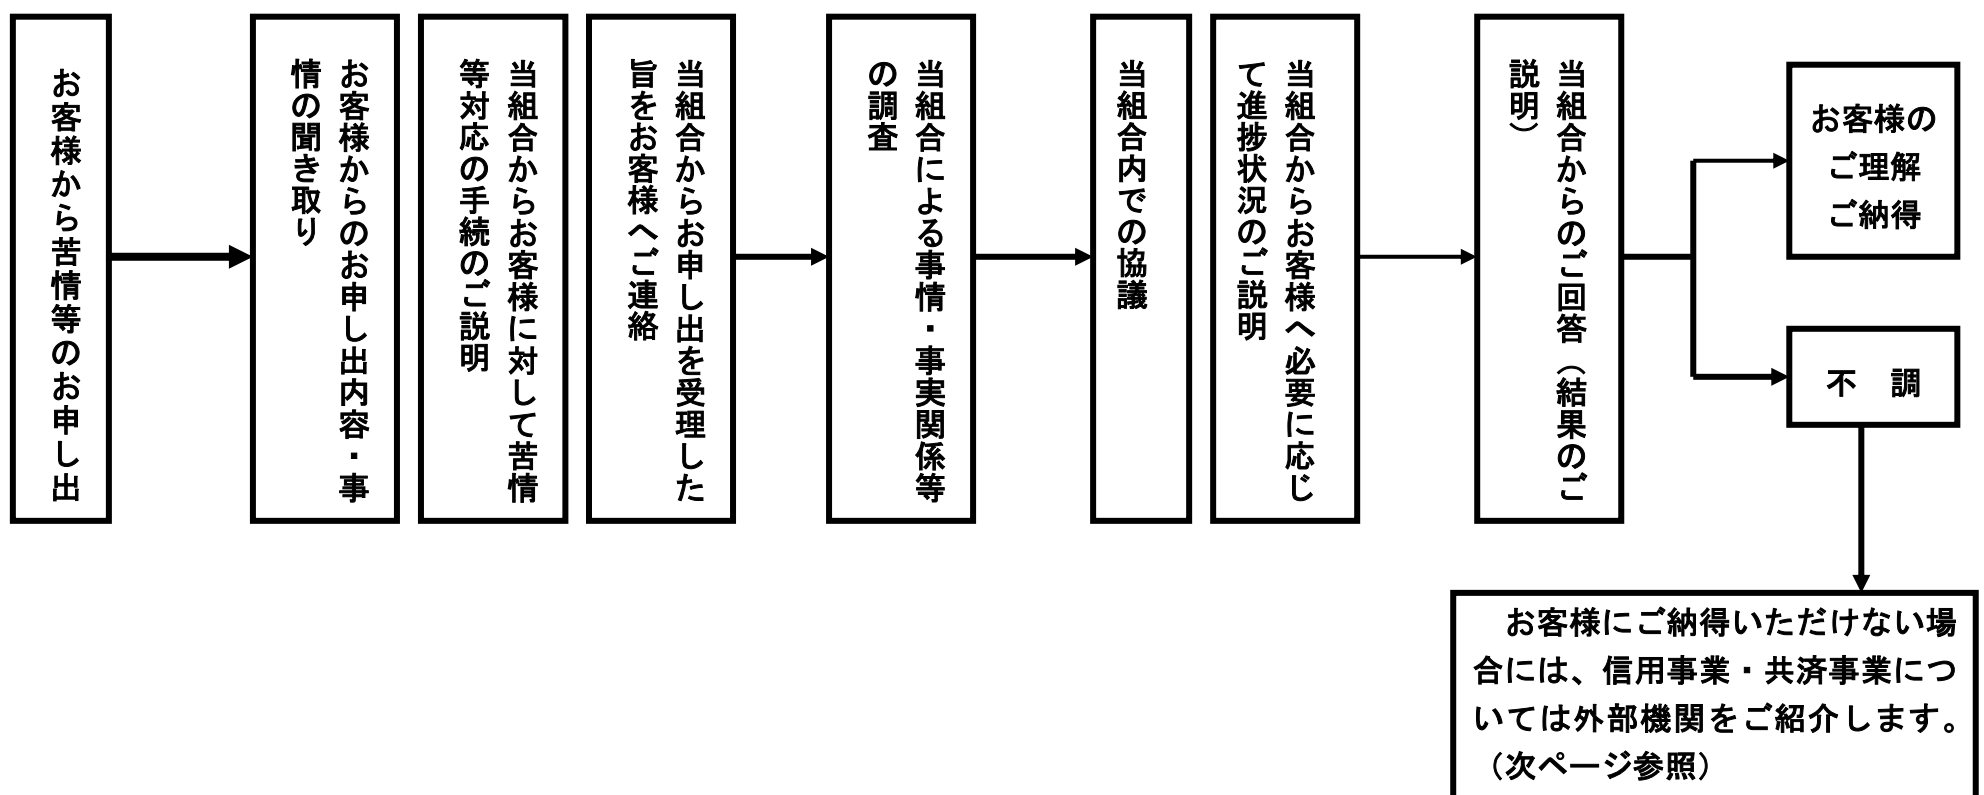 お客様から苦情等のお申し出
お客様からのお申し出内容・事
情の聞き取り
当組合からお客様に対して苦情
等対応の手続のご説明
当組合からお申し出を受理した
旨をお客様へご連絡
当組合による事情・事実関係等
の調査
当組合内での協議
当組合からお客様へ必要に応じ
て進捗状況のご説明
当組合からのご回答（結果のご
説明）
お客様の
ご理解
ご納得
不　調
お客様にご納得いただけない場
合には、信用事業・共済事業につ
いては外部機関をご紹介します。
（次ページ参照）